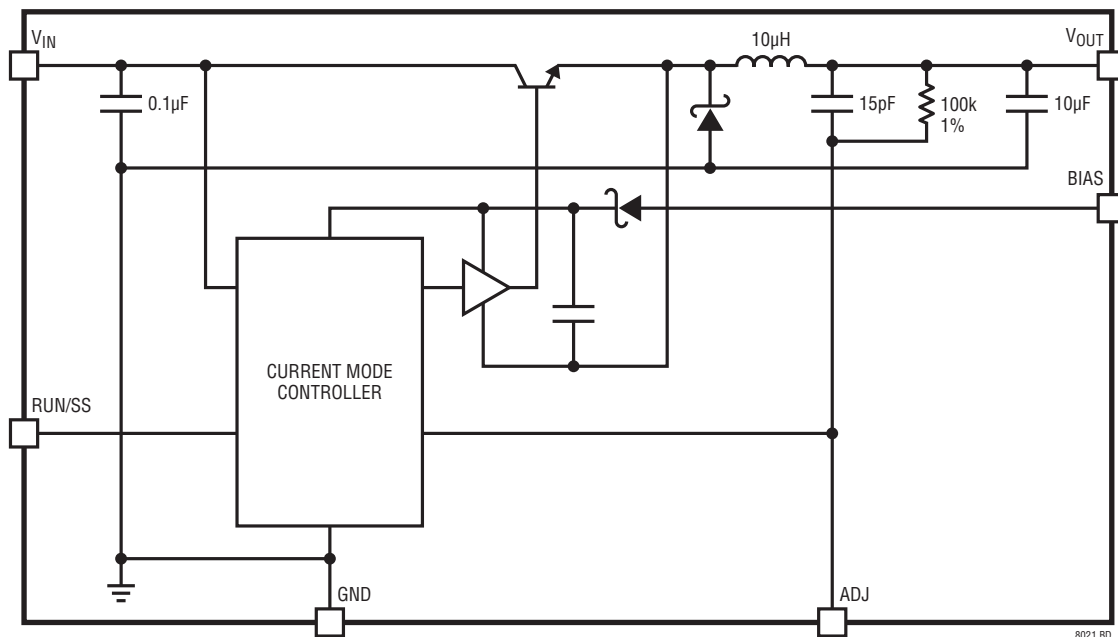 VIN
10µH
VOUT
0.1µF
15pF
100k
1%
10µF
BIAS
CURRENT MODE
CONTROLLER
RUN/SS
GND
ADJ
8021 BD